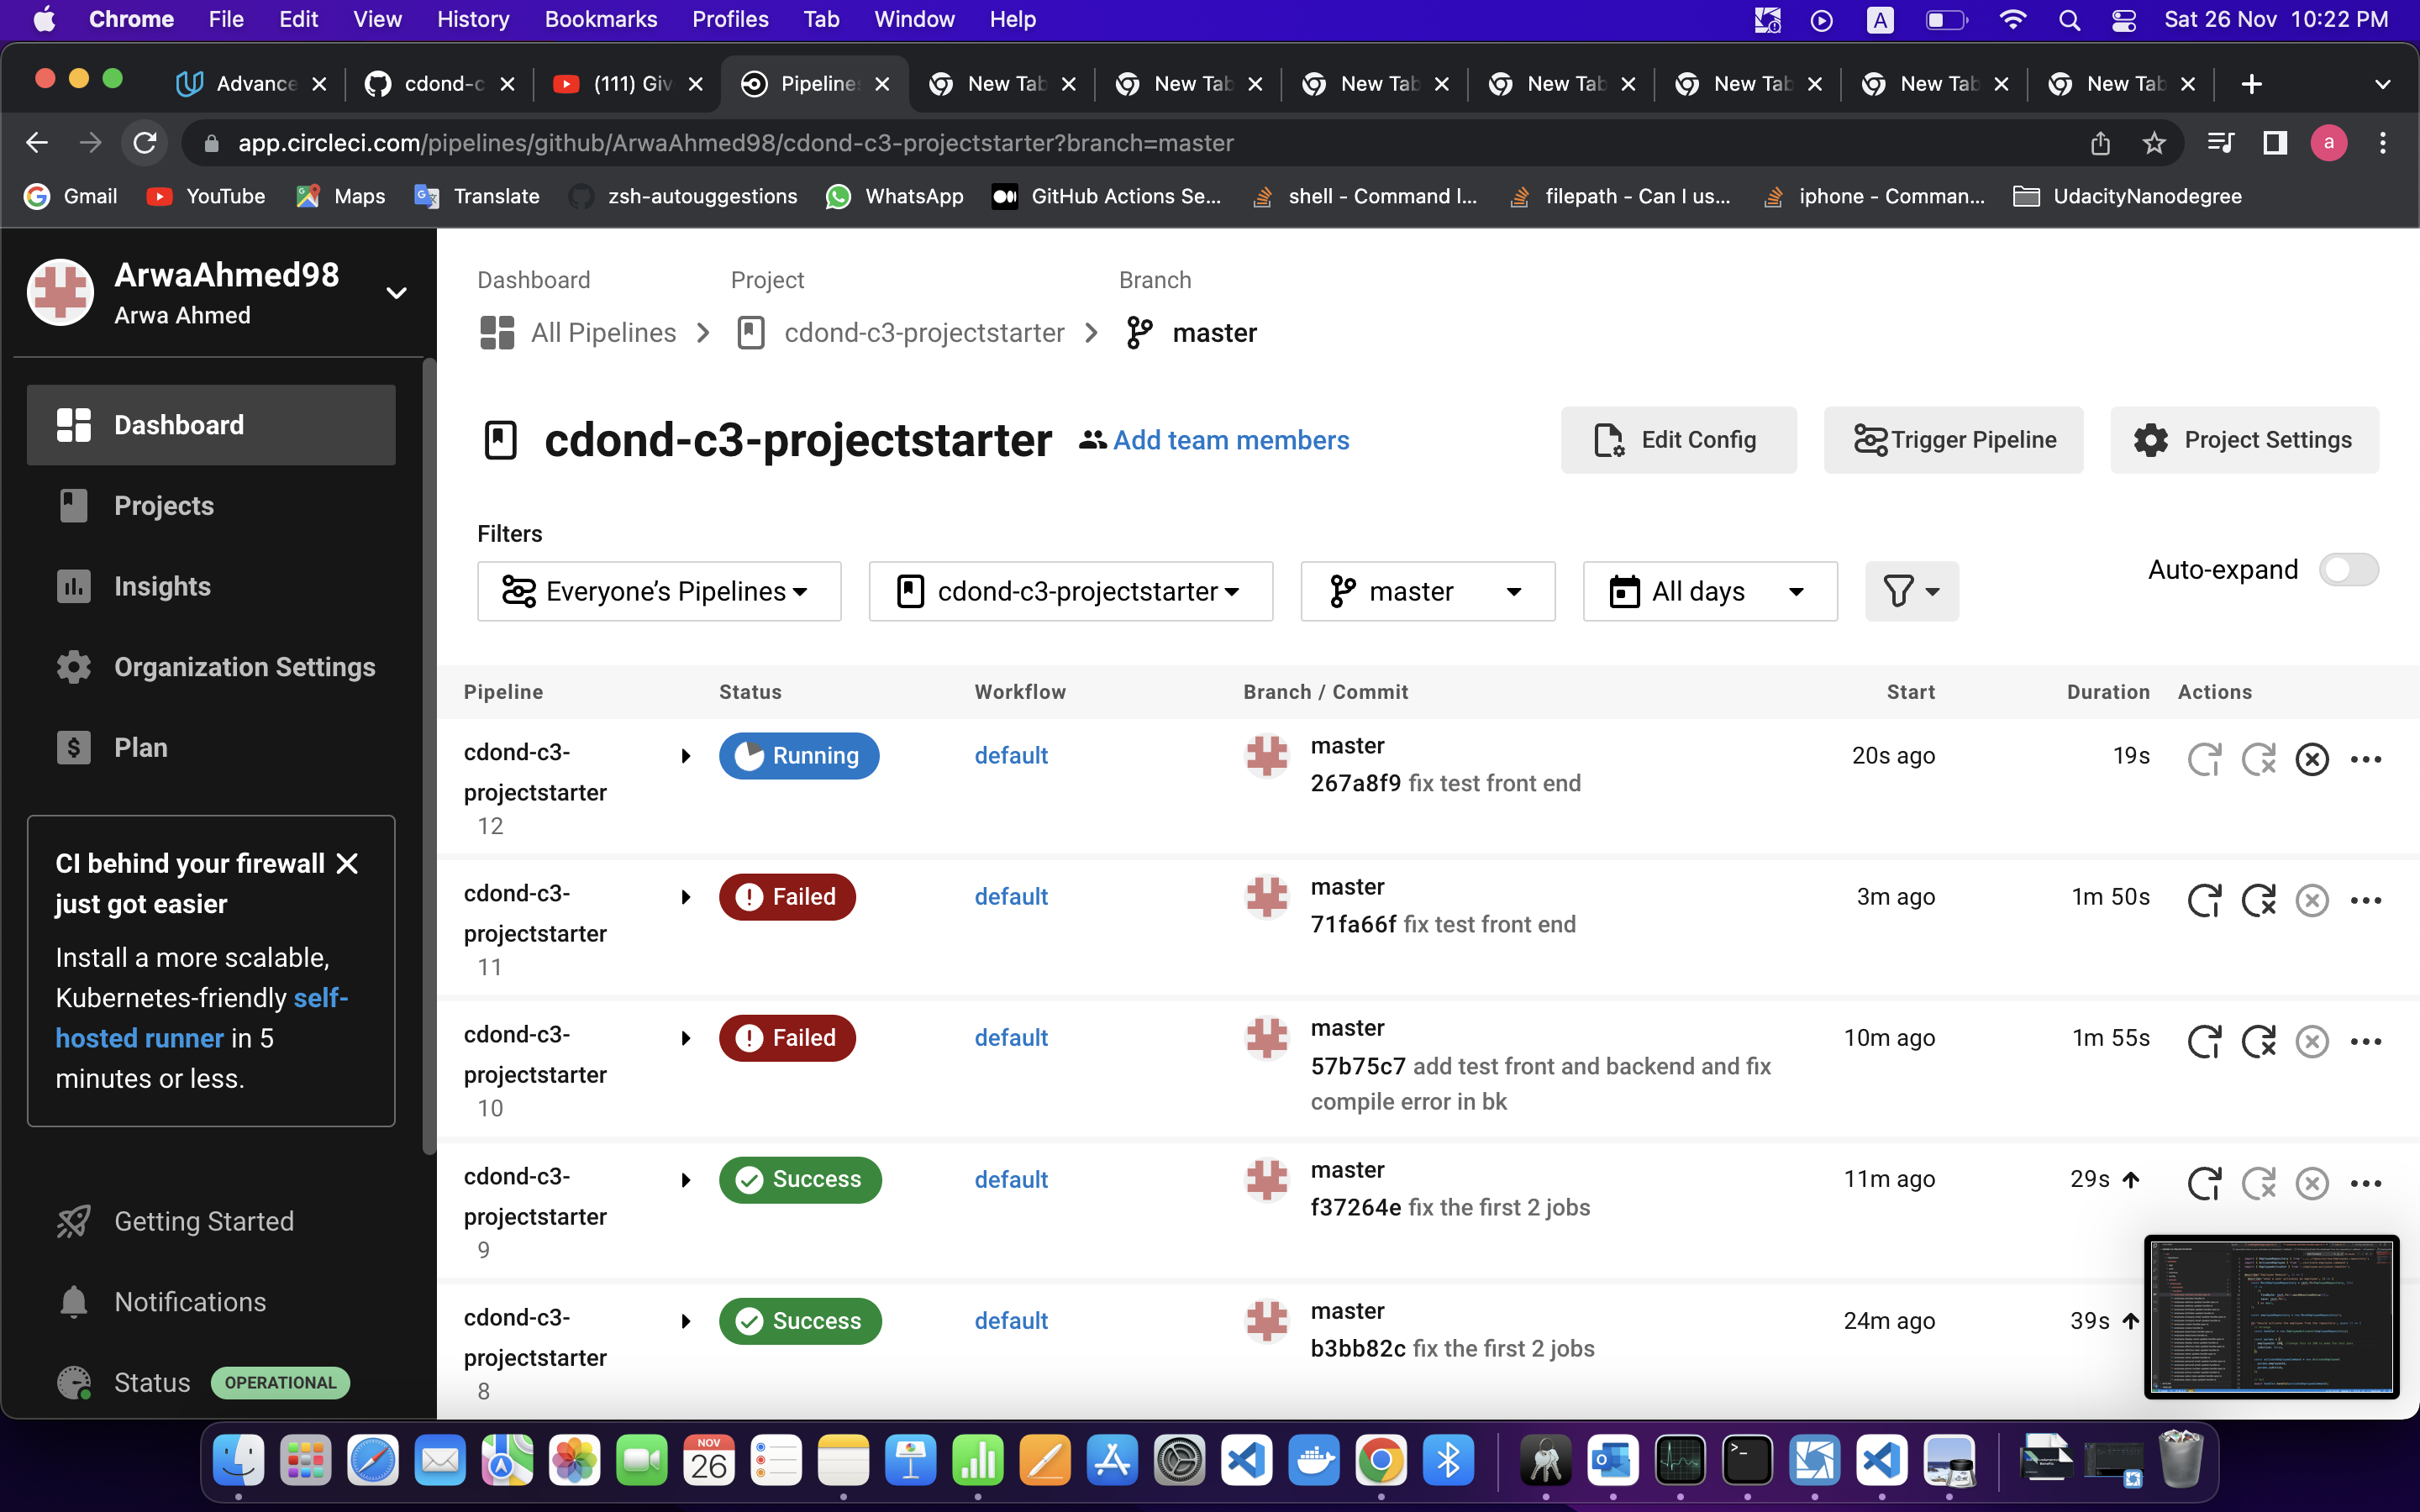 Chrome File Edit View History Bookmarks Profiles Tab Window Help A Sat 26 Nov 10:22 PM
Advance cdond-c (111) Giv Pipelines New Tab New Tab New Tab New Tab New Tab New Tab New Tab
app.circleci.com/pipelines/github/ArwaAhmed98/cdond-c3-projectstarter?branch=master a
Gmail YouTube Maps Translate zsh-autouggestions WhatsApp GitHub Actions Se... shell - Command l... filepath - Can I us... iphone - Comman... UdacityNanodegree
ArwaAhmed98
Arwa Ahmed
Dashboard
Projects
Insights
Organization Settings
Plan
CI behind your firewall
just got easier
Install a more scalable,
Kubernetes-friendly self-
hosted runner in 5
minutes or less.
Getting Started
Notifications
Status OPERATIONAL
Dashboard Project Branch
All Pipelines cdond-c3-projectstarter master
cdond-c3-projectstarter Add team members Edit Config Trigger Pipeline Project Settings
Filters
Everyone's Pipelines cdond-c3-projectstarter master All days Auto-expand
Pipeline Status Workflow Branch / Commit Start Duration Actions
cdond-c3-
projectstarter
12
Running default master 20s ago 19s
267a8f9 fix test front end
cdond-c3-
projectstarter
11
Failed default master 3m ago 1m 50s
71fa66f fix test front end
cdond-c3-
projectstarter
10
Failed default master 10m ago 1m 55s
57b75c7 add test front and backend and fix
compile error in bk
cdond-c3-
projectstarter
9
Success default master 11m ago 29s
f37264e fix the first 2 jobs
cdond-c3-
projectstarter
8
Success default master 24m ago 39s
b3bb82c fix the first 2 jobs
NOV
26